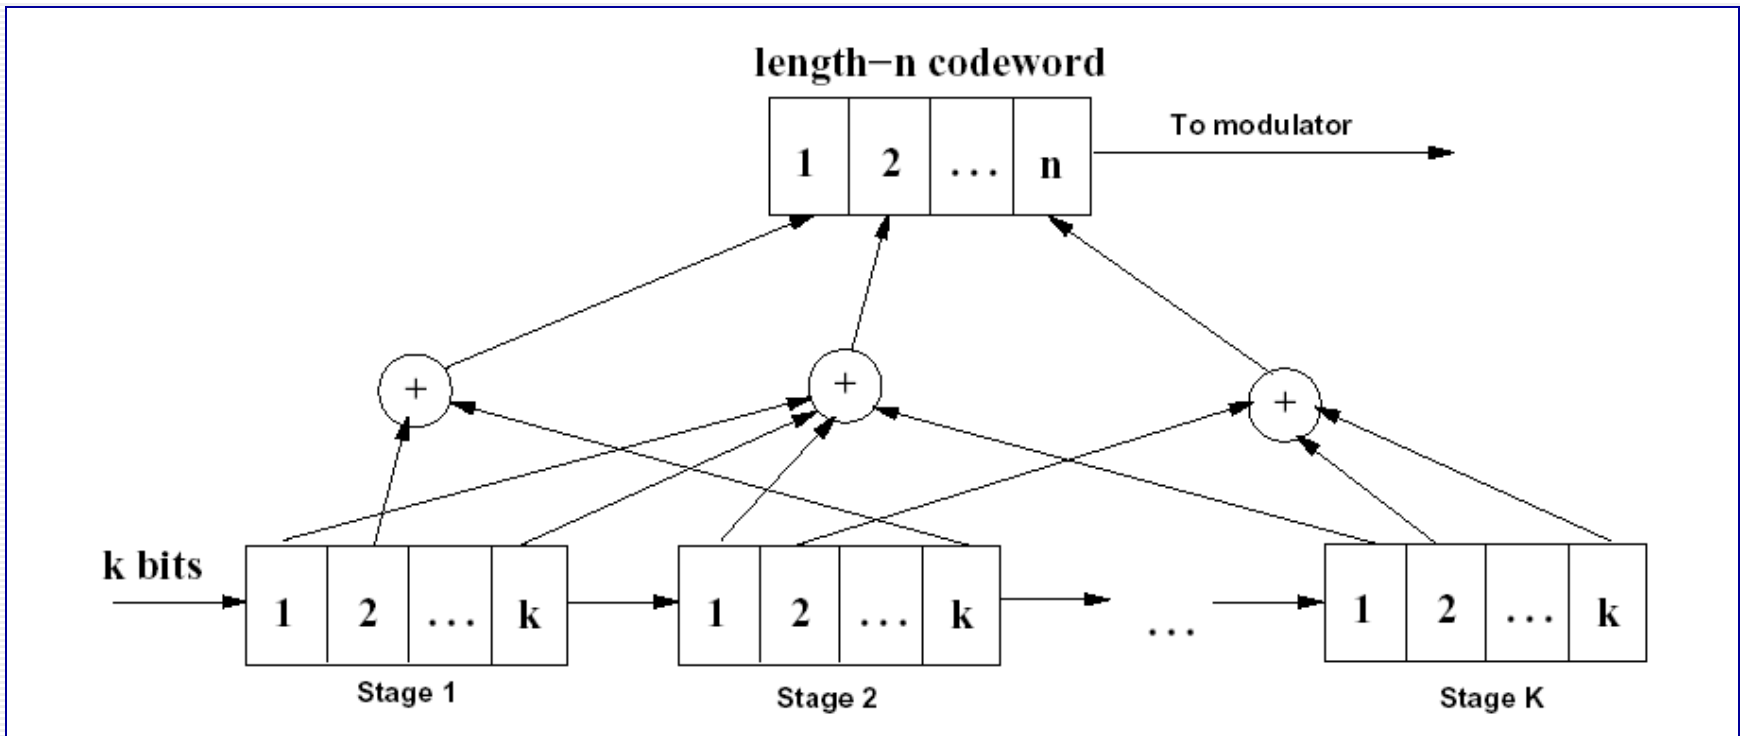 length−n codeword
To modulator
1 2 ... n
+ + +
k bits
1 2 ... k 1 2 ... k ... 1 2 ... k
Stage 1 Stage 2 Stage K